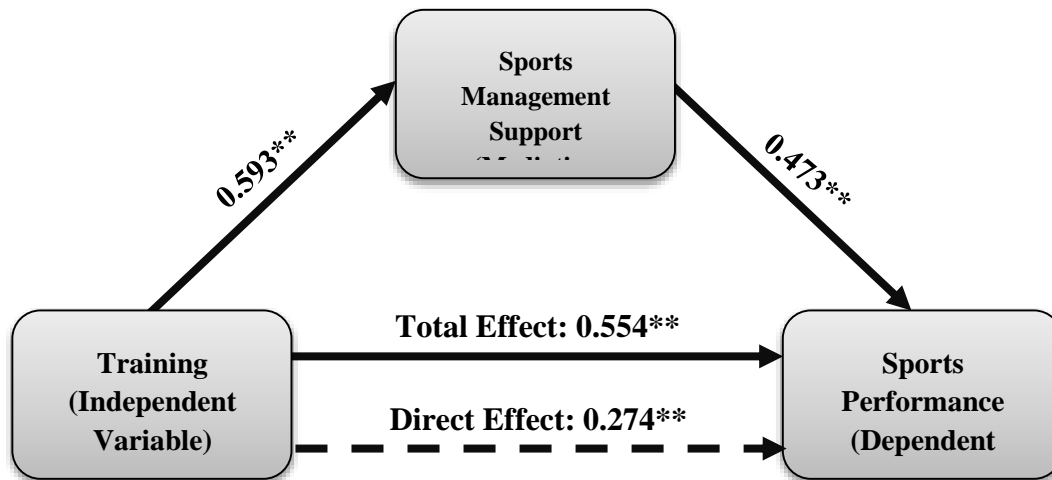 Sports
Management
Support
0.593**
0.473**
Total Effect: 0.554**
Direct Effect: 0.274**
Training
(Independent
Variable)
Sports
Performance
(Dependent